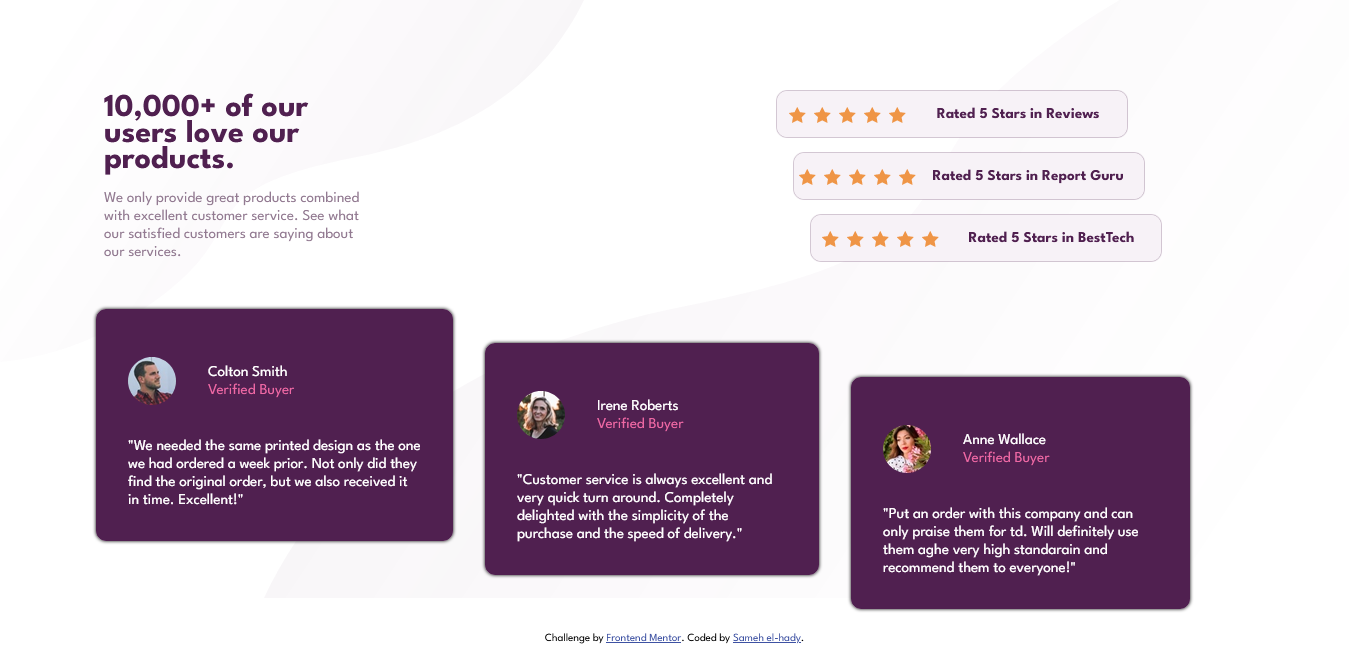 10,000+ of our
users love our
products.
We only provide great products combined
with excellent customer service. See what
our satisfied customers are saying about
our services.
Rated 5 Stars in Reviews
Rated 5 Stars in Report Guru
Rated 5 Stars in BestTech
Colton Smith
Verified Buyer
"We needed the same printed design as the one
we had ordered a week prior. Not only did they
find the original order, but we also received it
in time. Excellent!"
Irene Roberts
Verified Buyer
"Customer service is always excellent and
very quick turn around. Completely
delighted with the simplicity of the
purchase and the speed of delivery."
Anne Wallace
Verified Buyer
"Put an order with this company and can
only praise them for td. Will definitely use
them aghe very high standarain and
recommend them to everyone!"
Challenge by Frontend Mentor. Coded by Sameh el-hady.